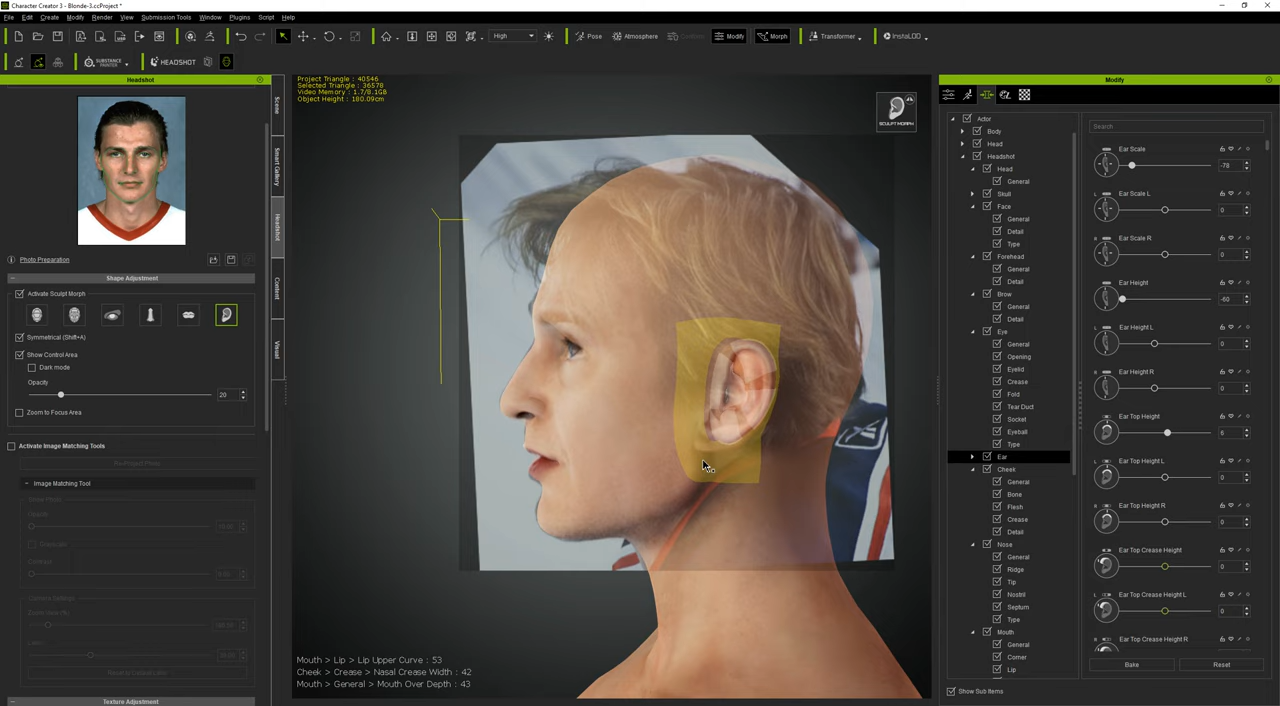 Character Creator 3 - Blonde-3.ccProject *
File Edit Create Modify Render View Submission Tools Window Plugins Script Help
High Pose Atmosphere Modify Morph Transformer InstaLOD
SUBSTANCE PAINTER HEADSHOT
Headshot
Photo Preparation
Shape Adjustment
Activate Sculpt Morph
Symmetrical (Shift+A)
Show Control Area
Dark mode
Opacity
20
Zoom to Focus Area
Activate Image Matching Tools
Image Matching Tool
Texture Adjustment
Scene
Smart Gallery
Headshot
Content
Visual
Project Triangle : 40546
Selected Triangle : 36578
Video Memory : 1.7/8.1GB
Object Height : 180.09cm
SCULPT MORPH
Mouth > Lip > Lip Upper Curve : 53
Cheek > Crease > Nasal Crease Width : 42
Mouth > General > Mouth Over Depth : 43
Modify
Actor
Body
Head
Headshot
Head
General
Skull
Face
General
Detail
Type
Forehead
General
Detail
Brow
General
Detail
Eye
General
Opening
Eyelid
Crease
Fold
Tear Duct
Socket
Eyeball
Type
Ear
Cheek
General
Bone
Flesh
Crease
Detail
Nose
General
Ridge
Tip
Nostril
Septum
Type
Mouth
General
Corner
Lip
Show Sub Items
Search
Ear Scale
-78
Ear Scale L
0
Ear Scale R
0
Ear Height
-60
Ear Height L
0
Ear Height R
0
Ear Top Height
6
Ear Top Height L
0
Ear Top Height R
0
Ear Top Crease Height
0
Ear Top Crease Height L
0
Ear Top Crease Height R
Bake Reset